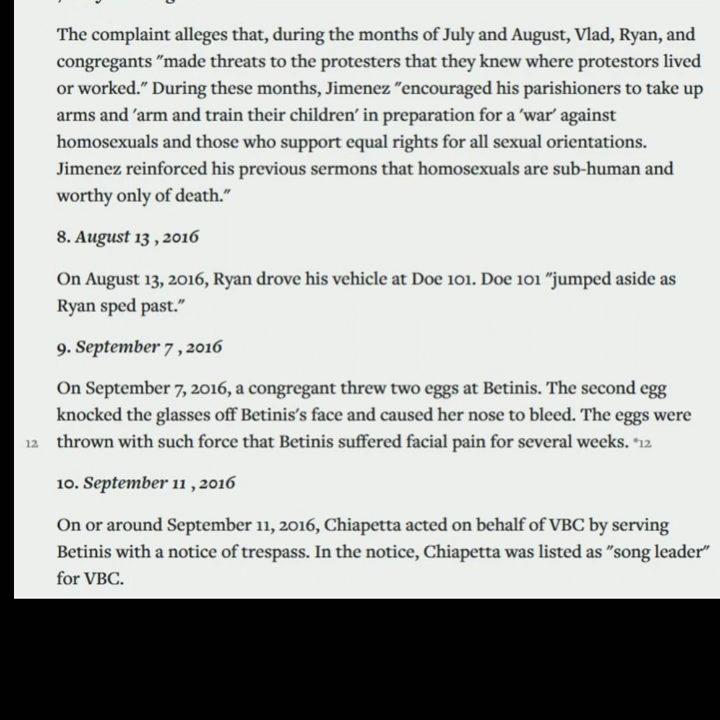 The complaint alleges that, during the months of July and August, Vlad, Ryan, and
congregants "made threats to the protesters that they knew where protestors lived
or worked." During these months, Jimenez "encouraged his parishioners to take up
arms and 'arm and train their children' in preparation for a 'war' against
homosexuals and those who support equal rights for all sexual orientations.
Jimenez reinforced his previous sermons that homosexuals are sub-human and
worthy only of death."
8. August 13 , 2016
On August 13, 2016, Ryan drove his vehicle at Doe 101. Doe 101 "jumped aside as
Ryan sped past."
9. September 7 , 2016
On September 7, 2016, a congregant threw two eggs at Betinis. The second egg
knocked the glasses off Betinis's face and caused her nose to bleed. The eggs were
12 thrown with such force that Betinis suffered facial pain for several weeks. *12
10. September 11 , 2016
On or around September 11, 2016, Chiapetta acted on behalf of VBC by serving
Betinis with a notice of trespass. In the notice, Chiapetta was listed as "song leader"
for VBC.